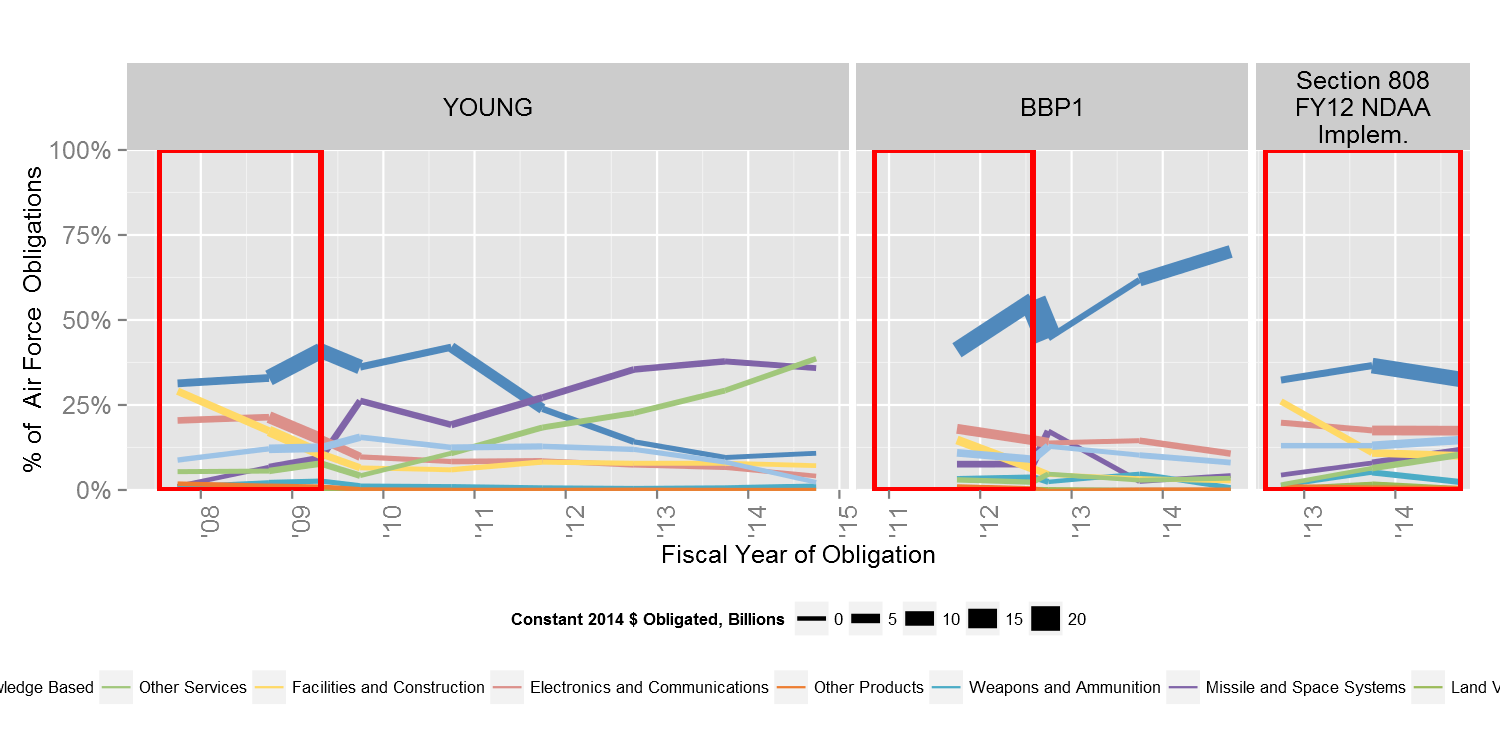 YOUNG
BBP1
Section 808
FY12 NDAA
Implem.
% of Air Force Obligations
100%
75%
50%
25%
0%
'08
'09
'10
'11
'12
'13
'14
'15
'11
'12
'13
'14
'13
'14
Fiscal Year of Obligation
Constant 2014 $ Obligated, Billions 0 5 10 15 20
wledge Based Other Services Facilities and Construction Electronics and Communications Other Products Weapons and Ammunition Missile and Space Systems Land V